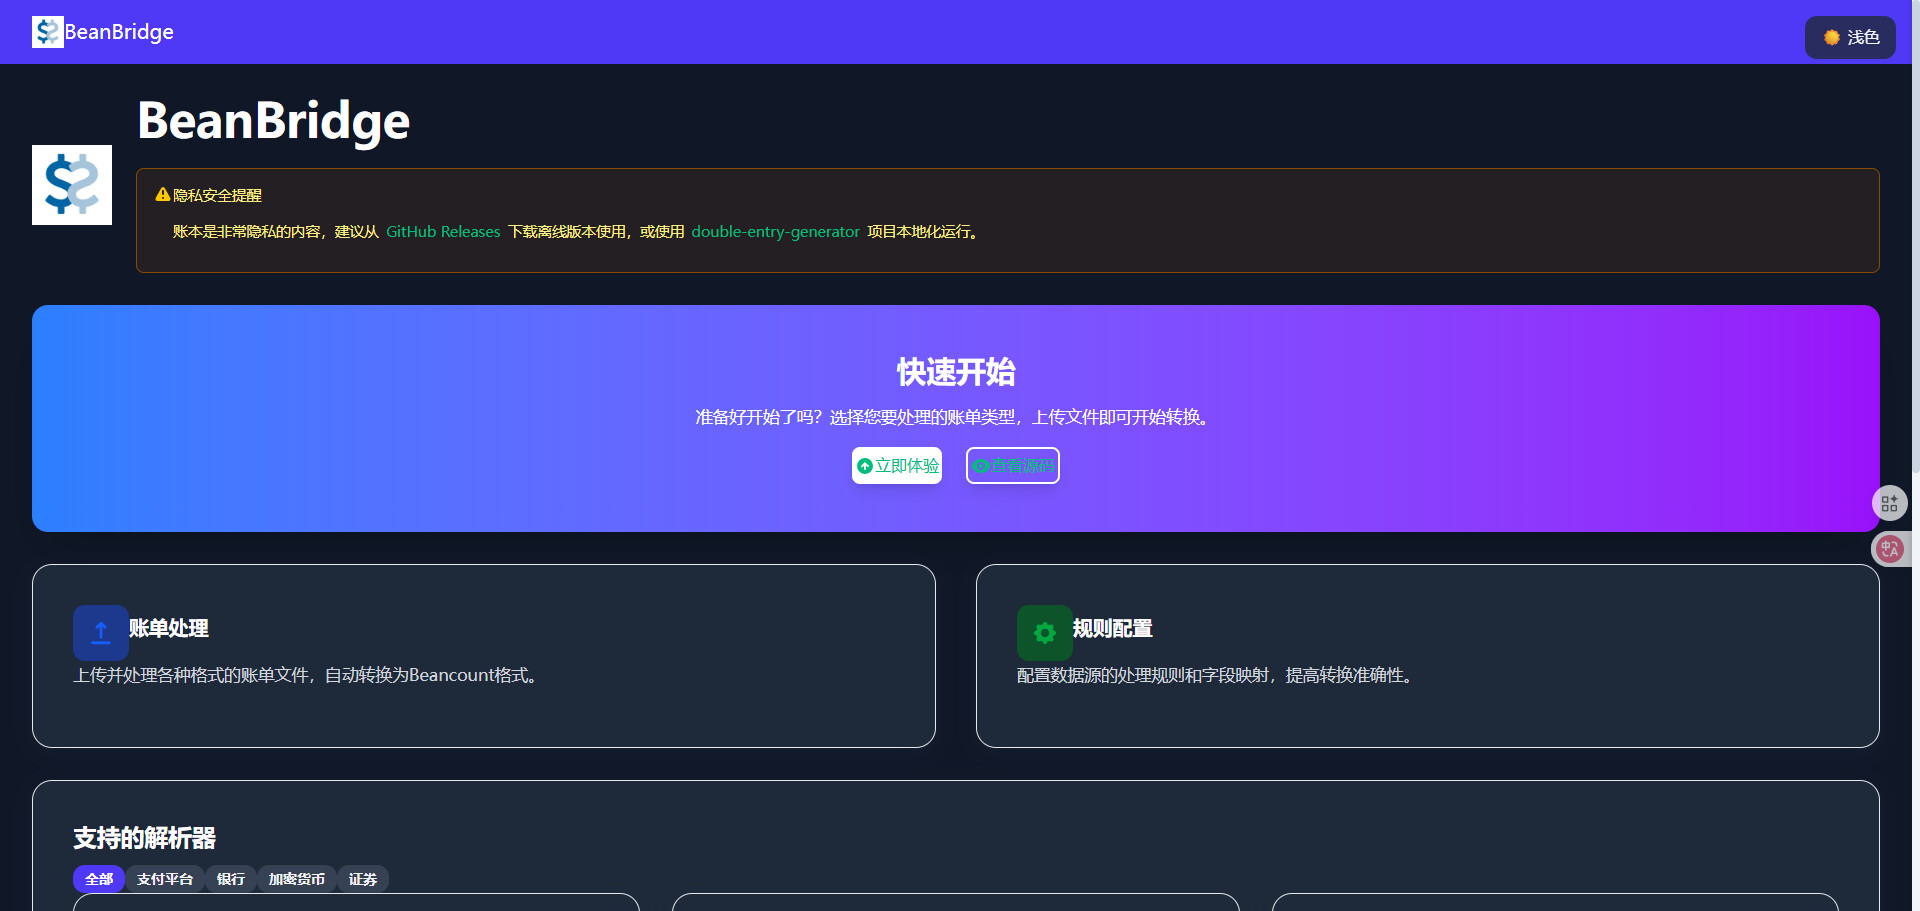 BeanBridge
浅色
BeanBridge
隐私安全提醒
账本是非常隐私的内容，建议从 GitHub Releases 下载离线版本使用，或使用 double-entry-generator 项目本地化运行。
快速开始
准备好开始了吗？选择您要处理的账单类型，上传文件即可开始转换。
立即体验
查看源码
账单处理
上传并处理各种格式的账单文件，自动转换为Beancount格式。
规则配置
配置数据源的处理规则和字段映射，提高转换准确性。
支持的解析器
全部 支付平台 银行 加密货币 证券